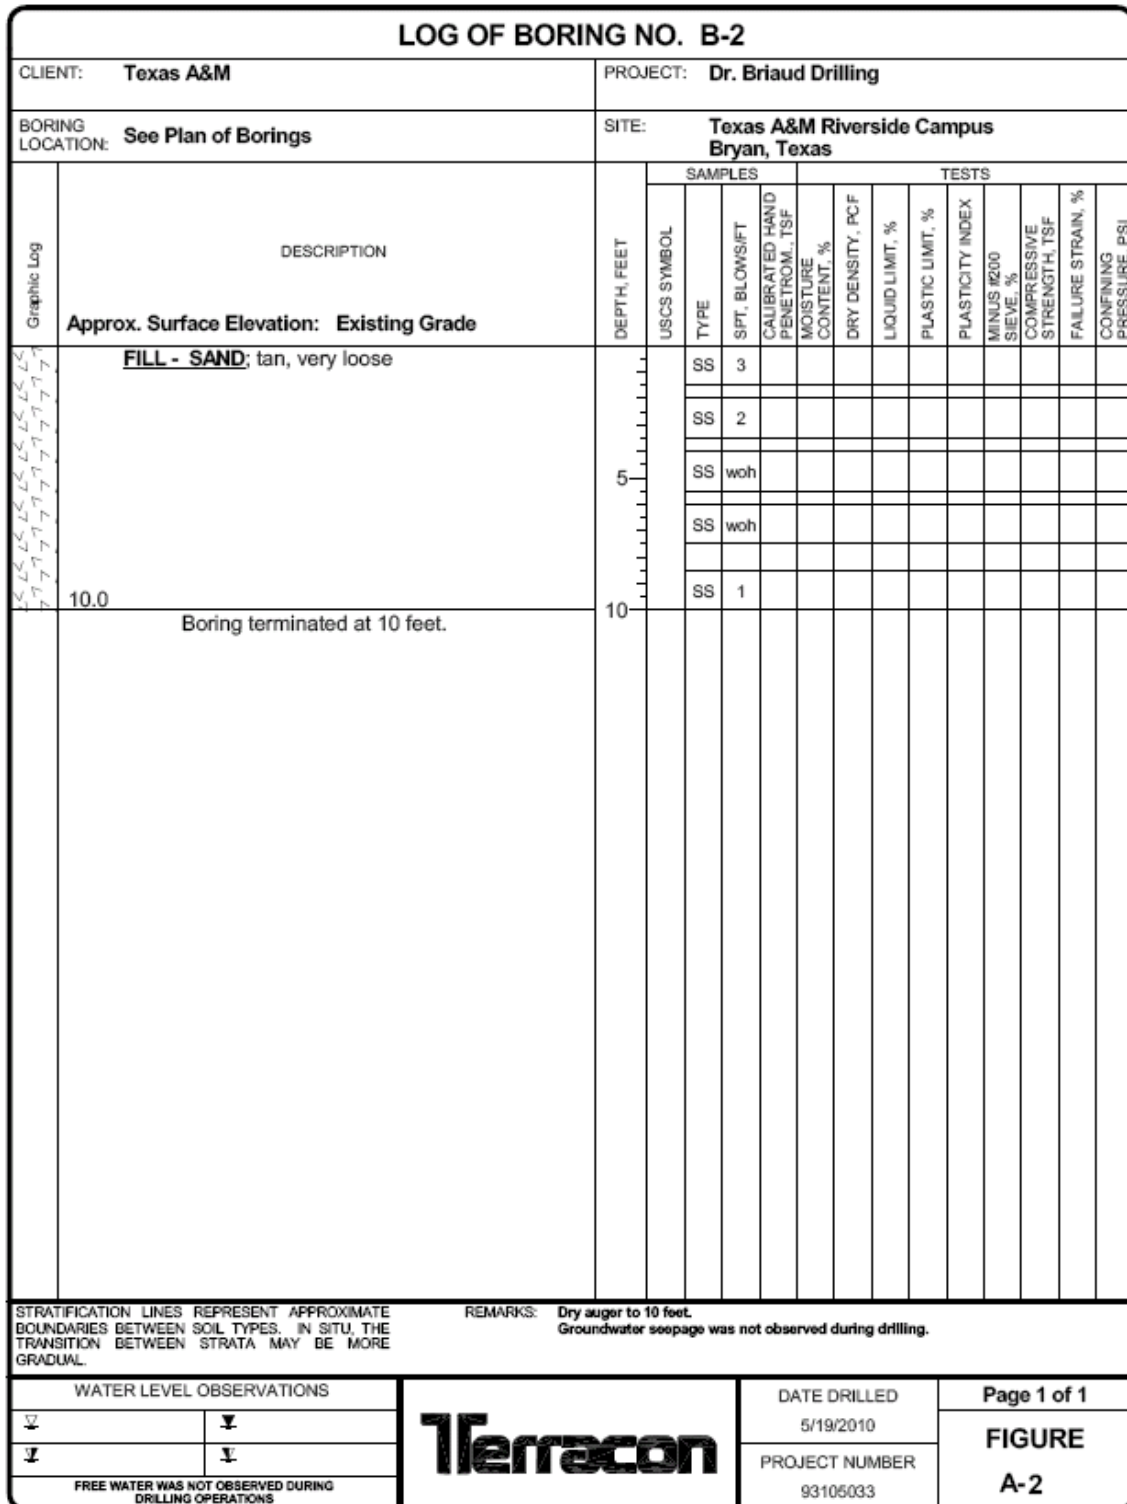 LOG OF BORING NO. B-2
CLIENT: Texas A&M
PROJECT: Dr. Briaud Drilling
BORING LOCATION: See Plan of Borings
SITE: Texas A&M Riverside Campus
Bryan, Texas
SAMPLES
TESTS
Graphic Log
DESCRIPTION
Approx. Surface Elevation: Existing Grade
DEPTH, FEET
USCS SYMBOL
TYPE
SPT, BLOWS/FT
CALIBRATED HAND
PENETROM., TSF
MOISTURE
CONTENT, %
DRY DENSITY, PCF
LIQUID LIMIT, %
PLASTIC LIMIT, %
PLASTICITY INDEX
MINUS #200
SIEVE, %
COMPRESSIVE
STRENGTH, TSF
FAILURE STRAIN, %
CONFINING
PRESSURE, PSI
FILL - SAND; tan, very loose
SS 3
SS 2
5 SS woh
SS woh
10.0 SS 1
10
Boring terminated at 10 feet.
STRATIFICATION LINES REPRESENT APPROXIMATE
BOUNDARIES BETWEEN SOIL TYPES. IN SITU, THE
TRANSITION BETWEEN STRATA MAY BE MORE
GRADUAL.
REMARKS: Dry auger to 10 feet.
Groundwater seepage was not observed during drilling.
WATER LEVEL OBSERVATIONS
FREE WATER WAS NOT OBSERVED DURING
DRILLING OPERATIONS
Terracon
DATE DRILLED
5/19/2010
PROJECT NUMBER
93105033
Page 1 of 1
FIGURE
A-2